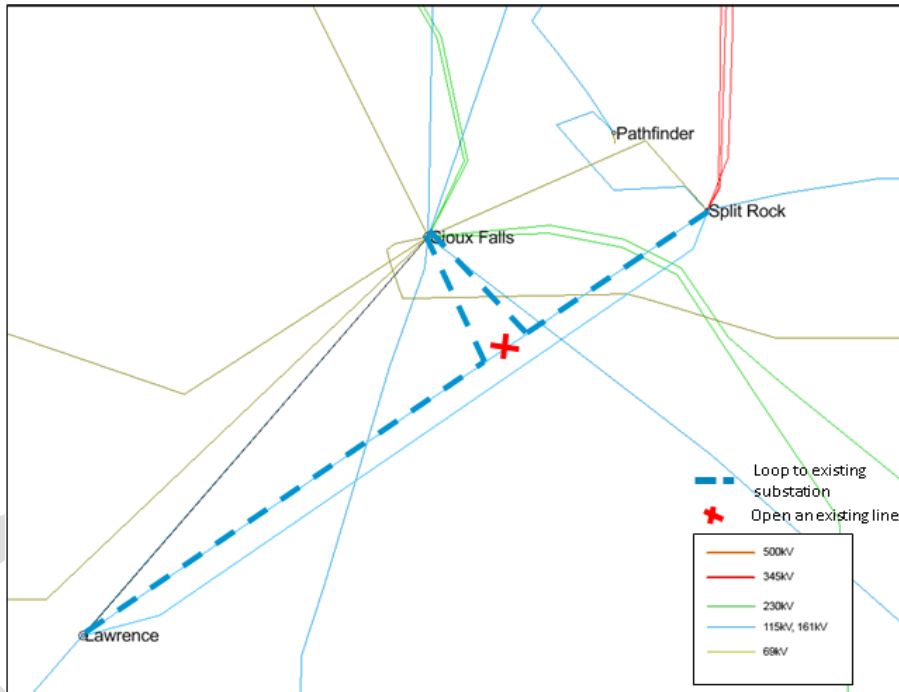 Pathfinder
Split Rock
Sioux Falls
Lawrence
Loop to existing
substation
Open an existing line
500kV
345kV
230kV
115kV, 161kV
69kV